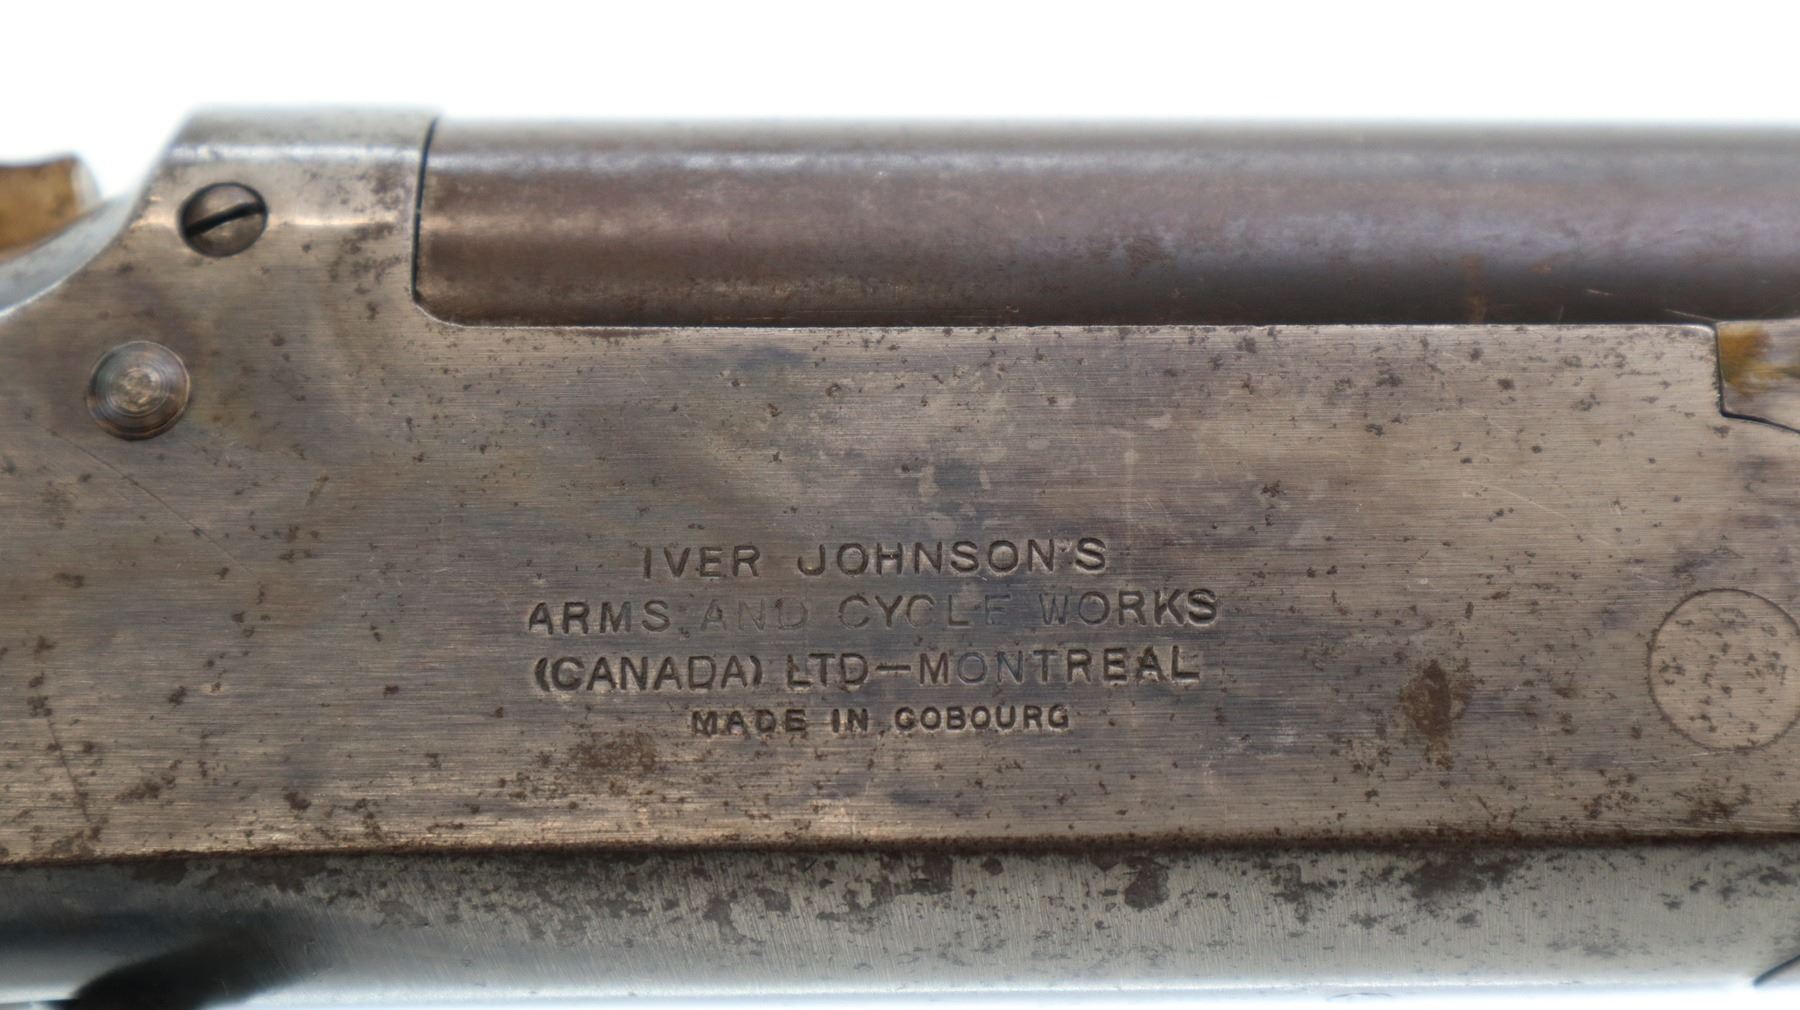 IVER JOHNSON'S
ARMS AND CYCLE WORKS
(CANADA) LTD—MONTREAL
MADE IN COBOURG